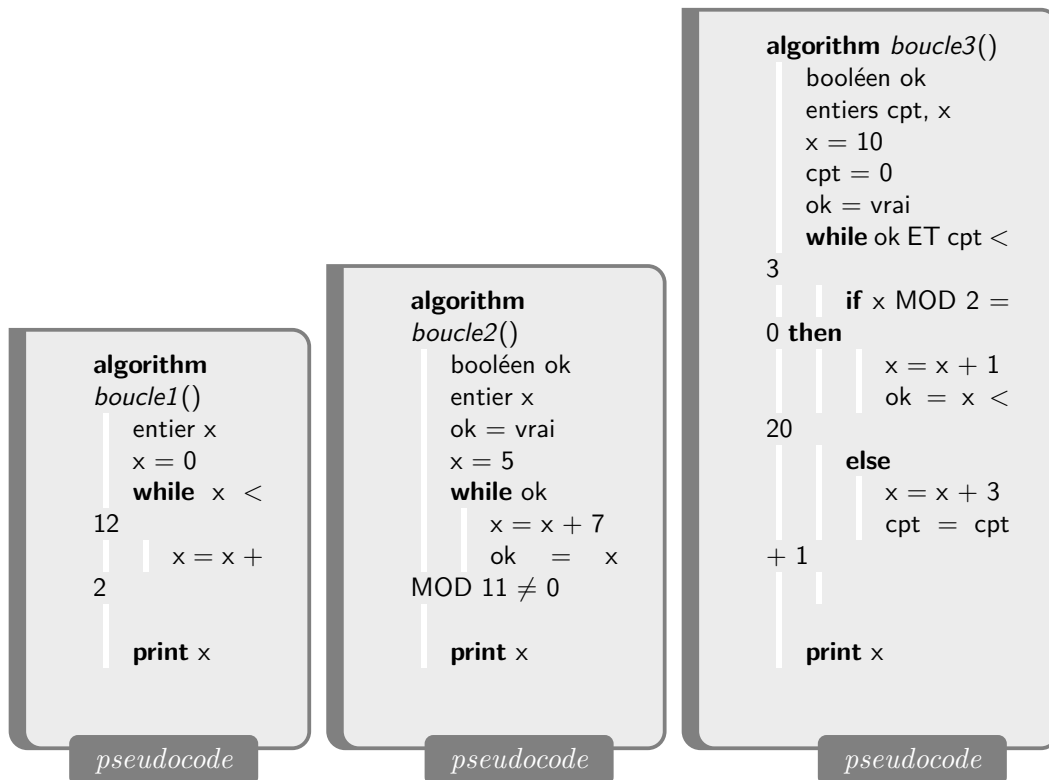 algorithm
boucle1()
entier x
x = 0
while x <
12
x = x +
2
print x
pseudocode
algorithm
boucle2()
booléen ok
entier x
ok = vrai
x = 5
while ok
x = x + 7
ok = x
MOD 11 ≠ 0
print x
pseudocode
algorithm boucle3()
booléen ok
entiers cpt, x
x = 10
cpt = 0
ok = vrai
while ok ET cpt <
3
if x MOD 2 =
0 then
x = x + 1
ok = x <
20
else
x = x + 3
cpt = cpt
+ 1
print x
pseudocode